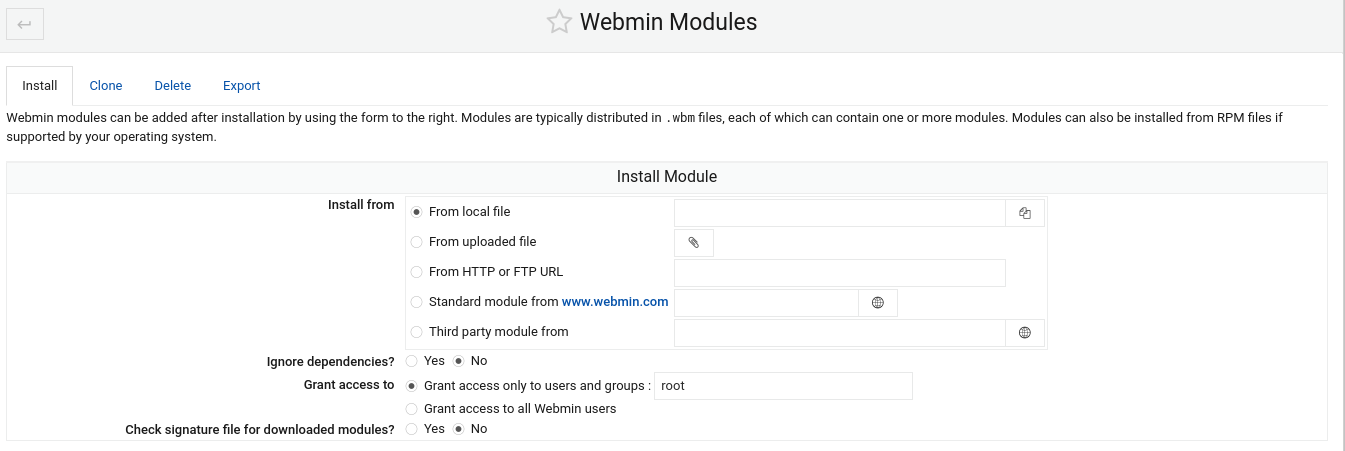 Webmin Modules
Install Clone Delete Export
Webmin modules can be added after installation by using the form to the right. Modules are typically distributed in .wbm files, each of which can contain one or more modules. Modules can also be installed from RPM files if
supported by your operating system.
Install Module
Install from From local file
From uploaded file
From HTTP or FTP URL
Standard module from www.webmin.com
Third party module from
Ignore dependencies? Yes No
Grant access to Grant access only to users and groups : root
Grant access to all Webmin users
Check signature file for downloaded modules? Yes No